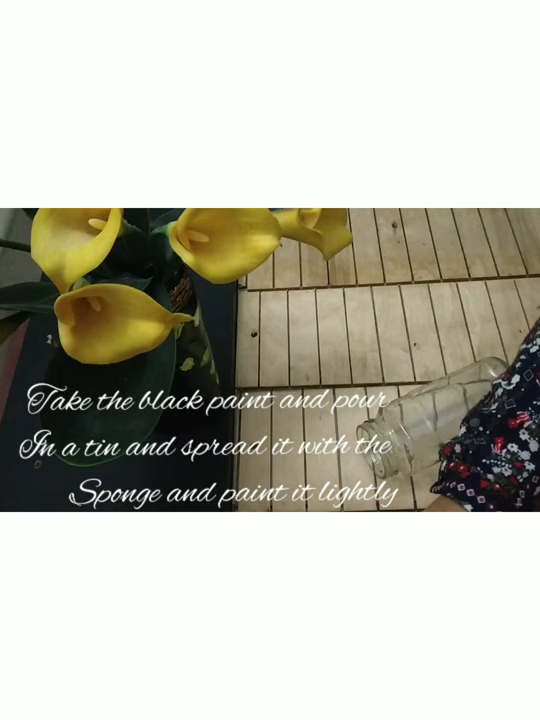 Take the black paint and pour
In a tin and spread it with the
Sponge and paint it lightly